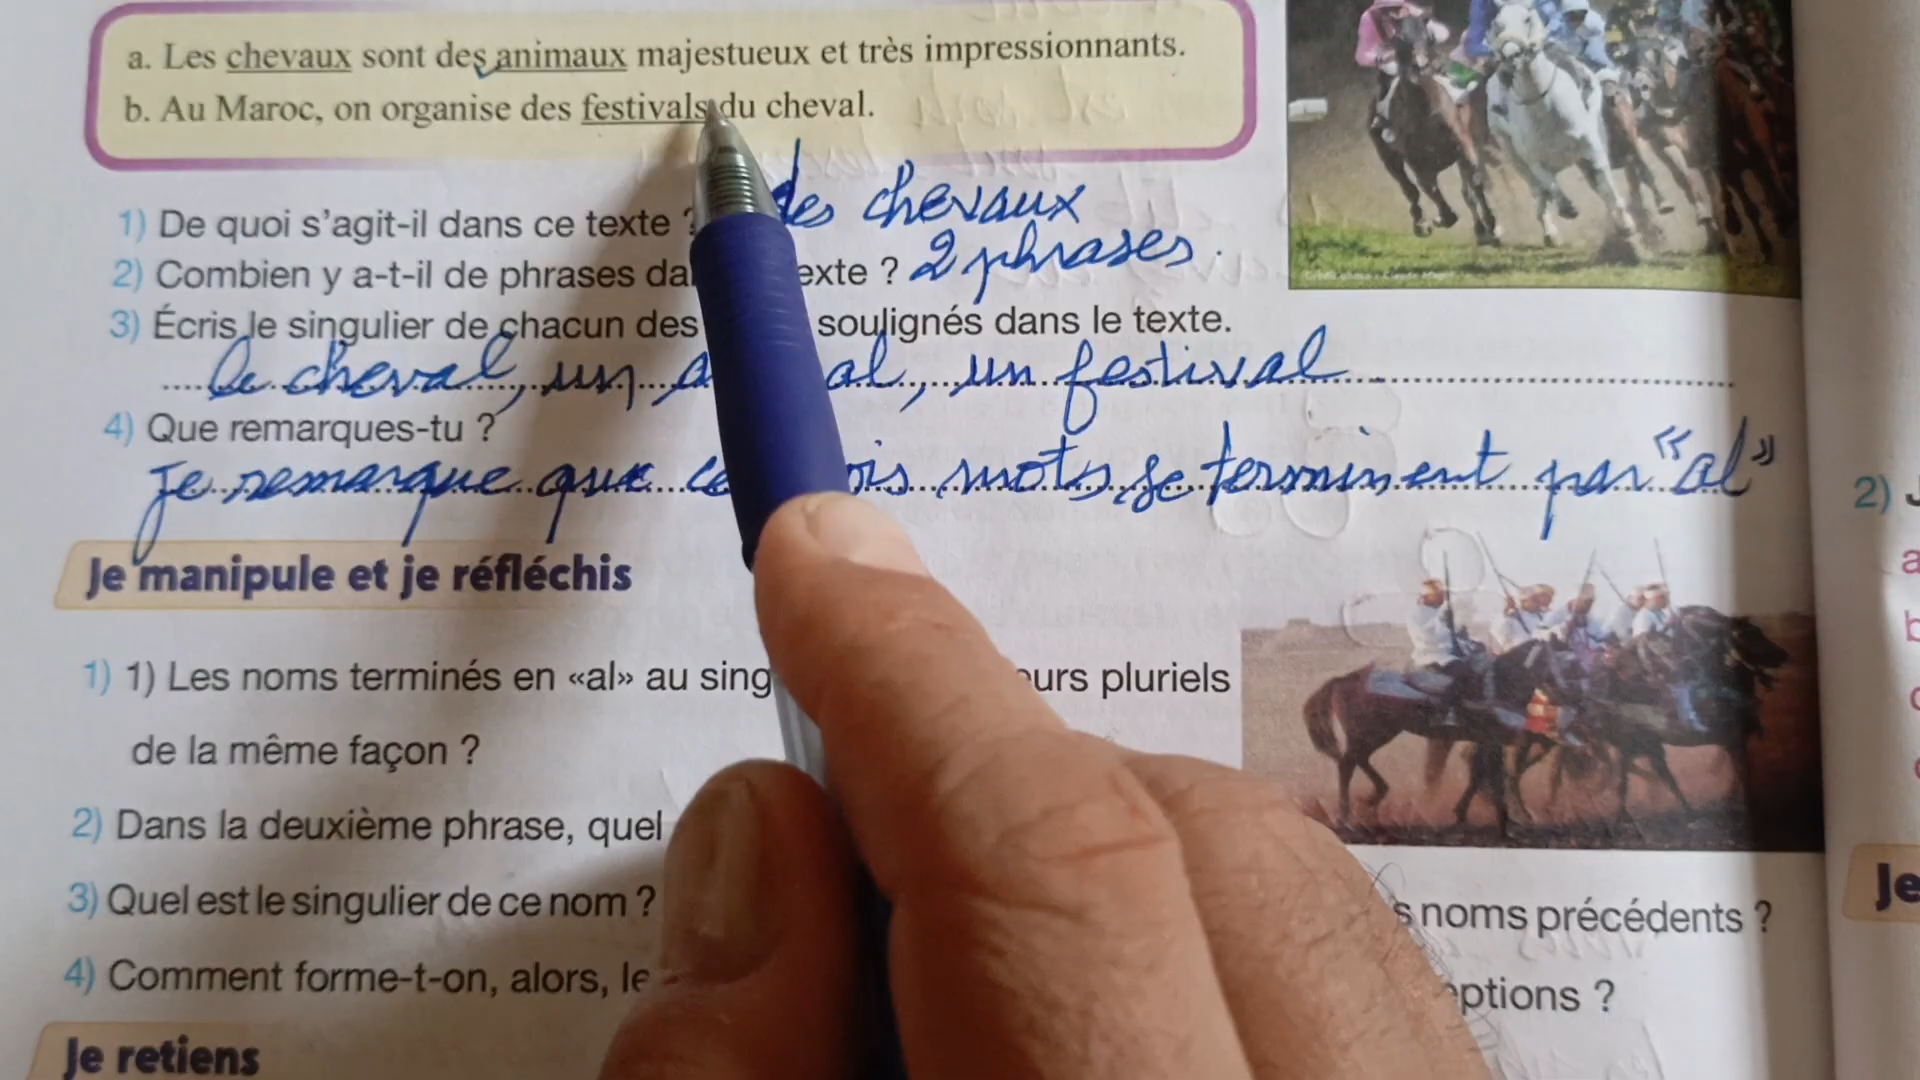 a. Les chevaux sont des animaux majestueux et très impressionnants.
b. Au Maroc, on organise des festivals du cheval.
1) De quoi s'agit-il dans ce texte ? des chevaux
2) Combien y a-t-il de phrases da exte ? 2 phrases.
3) Écris le singulier de chacun des soulignés dans le texte.
le cheval, un a al, un festival
4) Que remarques-tu ?
Je remarque que ce ois mots se terminent par "al"
Je manipule et je réfléchis
1) 1) Les noms terminés en «al» au sing urs pluriels
de la même façon ?
2) Dans la deuxième phrase, quel
3) Quel est le singulier de ce nom ? s noms précédents ?
4) Comment forme-t-on, alors, le ptions ?
Je retiens
2)
Je